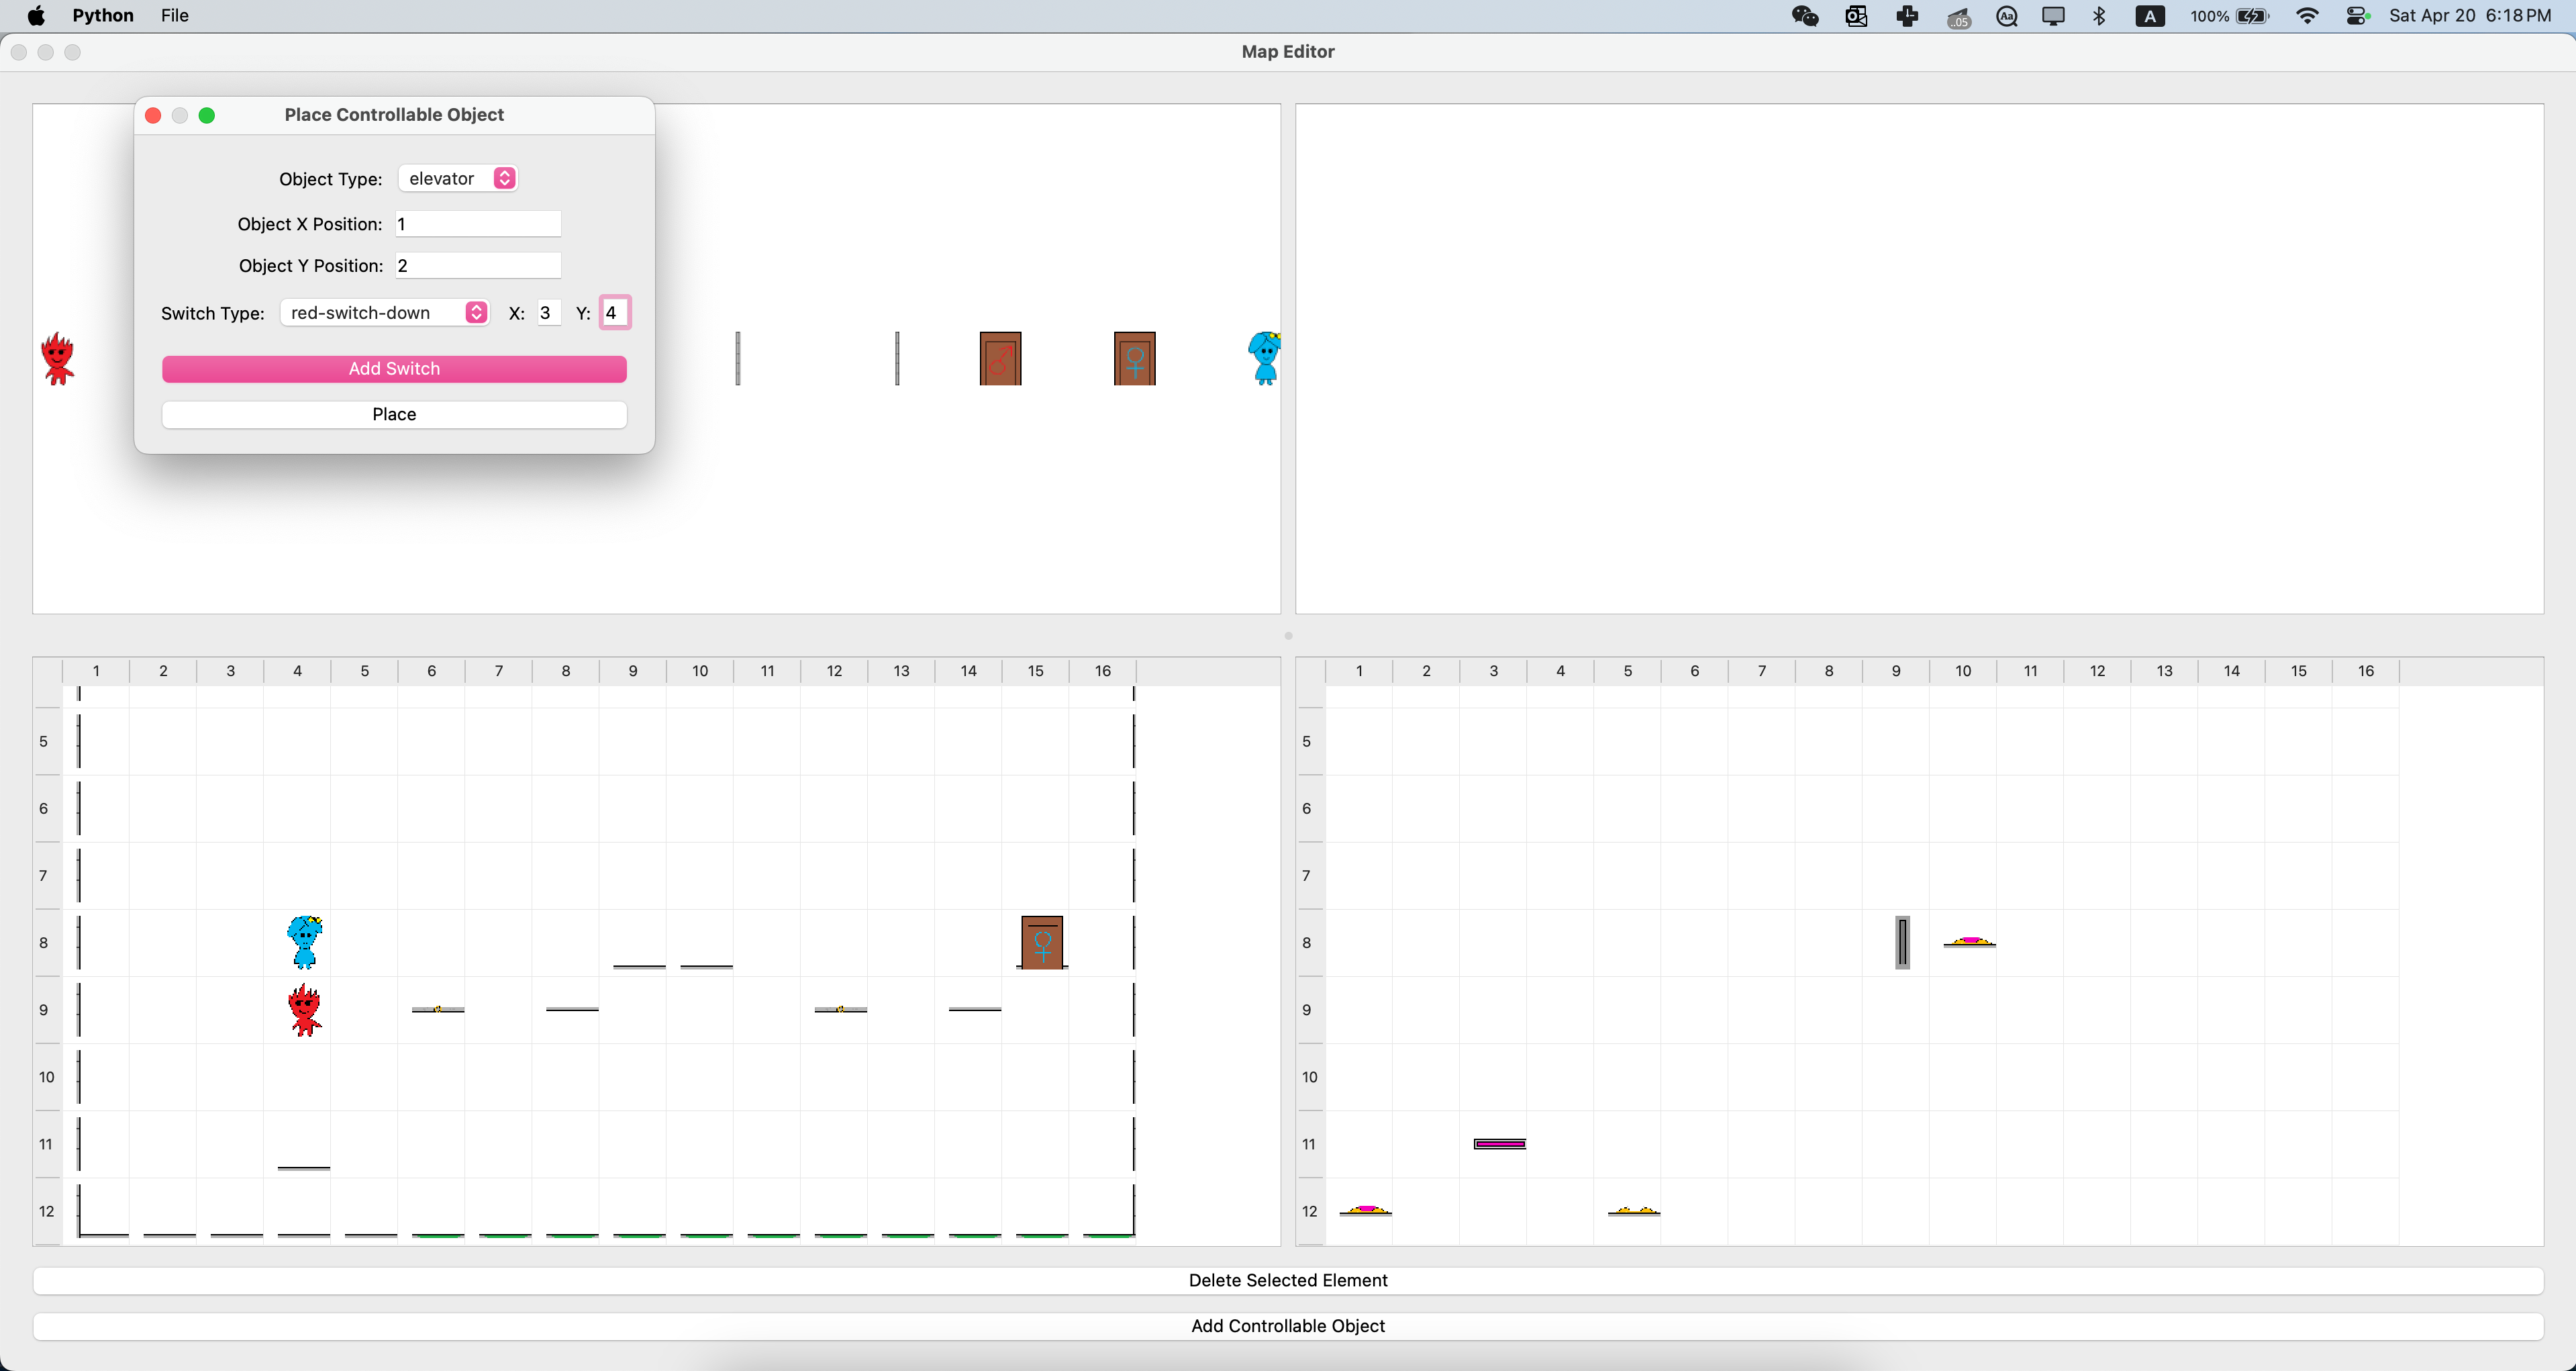 Python File
.05 Aa A 100% Sat Apr 20 6:18 PM
Map Editor
Place Controllable Object
Object Type: elevator
Object X Position: 1
Object Y Position: 2
Switch Type: red-switch-down X: 3 Y: 4
Add Switch
Place
1 2 3 4 5 6 7 8 9 10 11 12 13 14 15 16
5
6
7
8
9
10
11
12
1 2 3 4 5 6 7 8 9 10 11 12 13 14 15 16
5
6
7
8
9
10
11
12
Delete Selected Element
Add Controllable Object